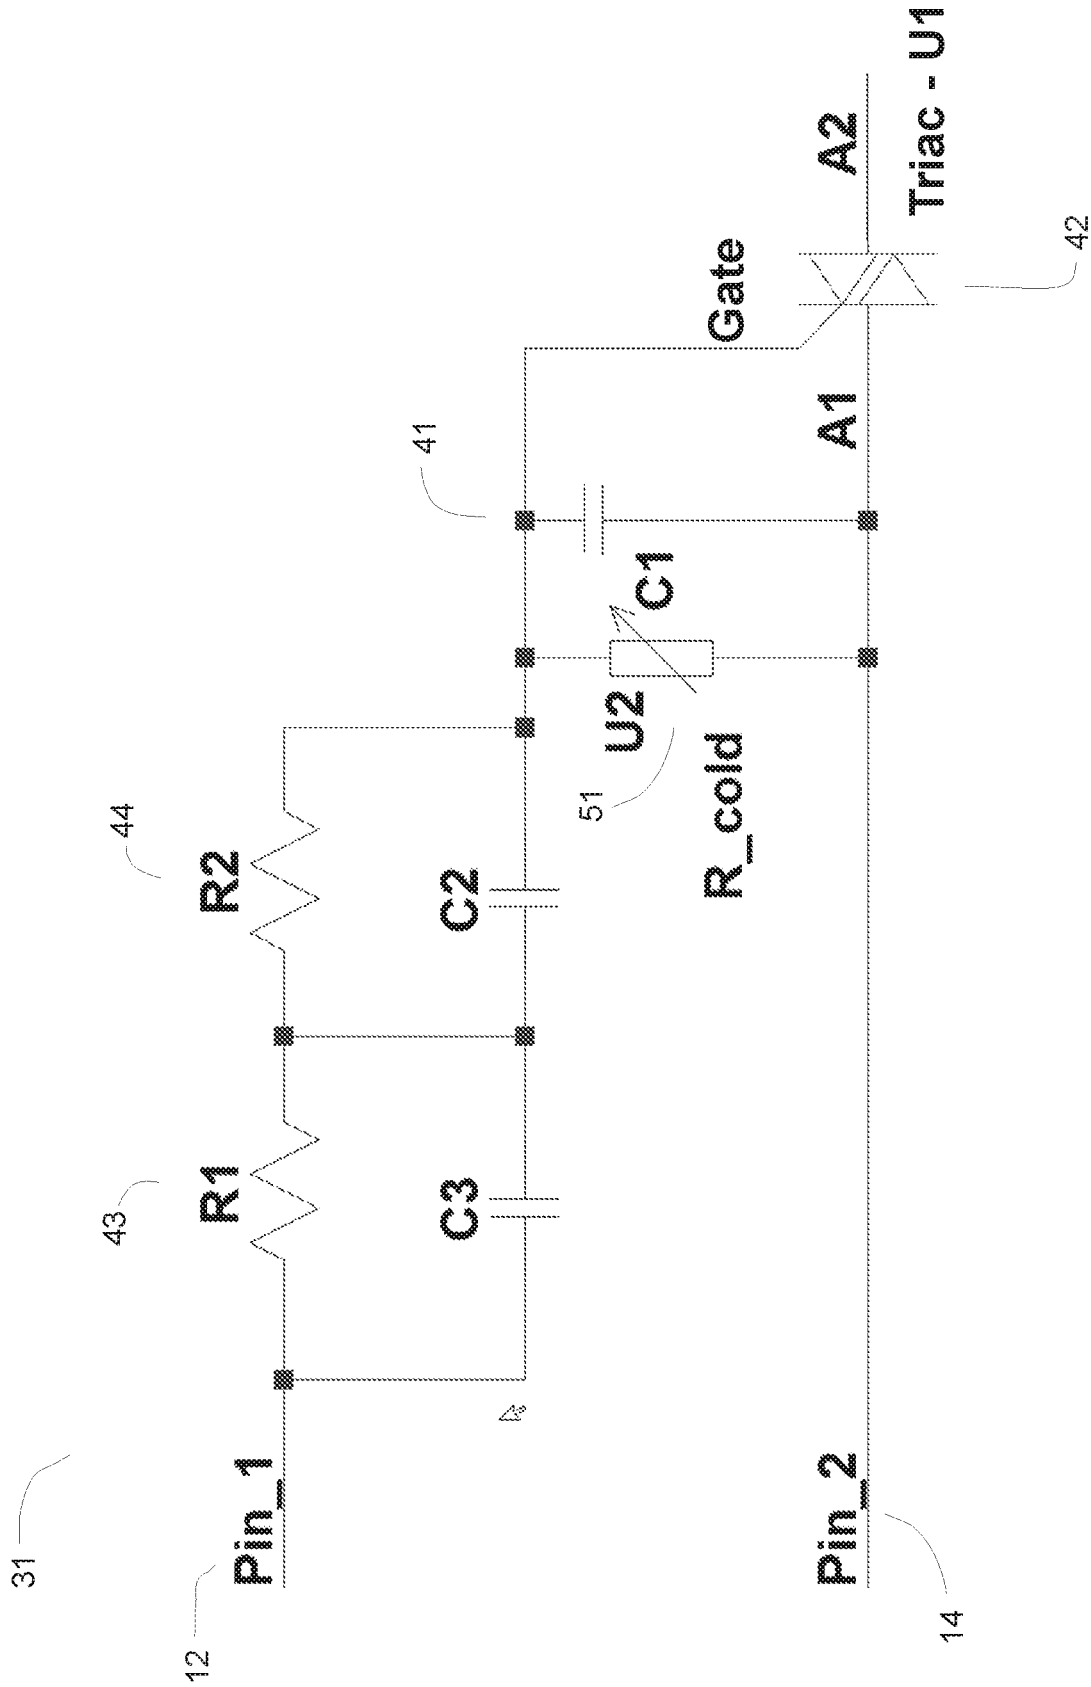 31
12
Pin_1
43
R1
44
R2
C3
C2
41
51
U2
R_cold
C1
Gate
14
Pin_2
A1
A2
Triac - U1
42